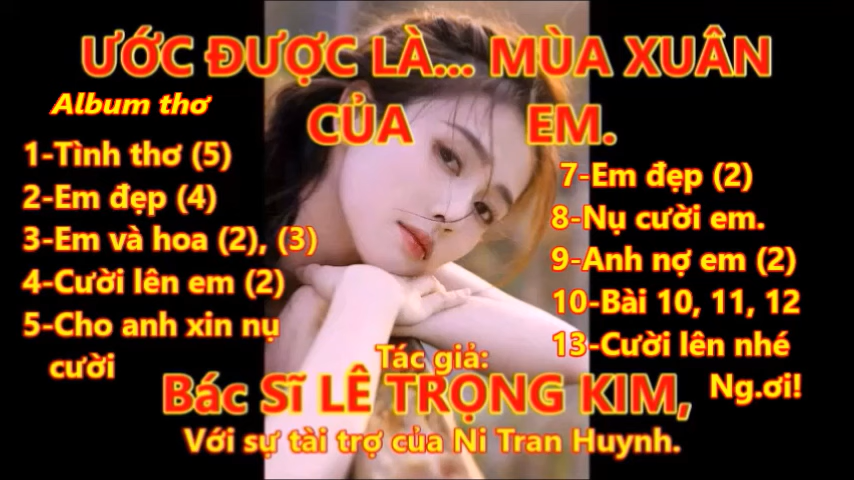 ƯỚC ĐƯỢC LÀ... MÙA XUÂN
CỦA EM.
Album thơ
1-Tình thơ (5)
2-Em đẹp (4)
3-Em và hoa (2), (3)
4-Cười lên em (2)
5-Cho anh xin nụ
cười
7-Em đẹp (2)
8-Nụ cười em.
9-Anh nợ em (2)
10-Bài 10, 11, 12
13-Cười lên nhé
Ng.ơi!
Tác giả:
Bác Sĩ LÊ TRỌNG KIM,
Với sự tài trợ của Ni Tran Huynh.